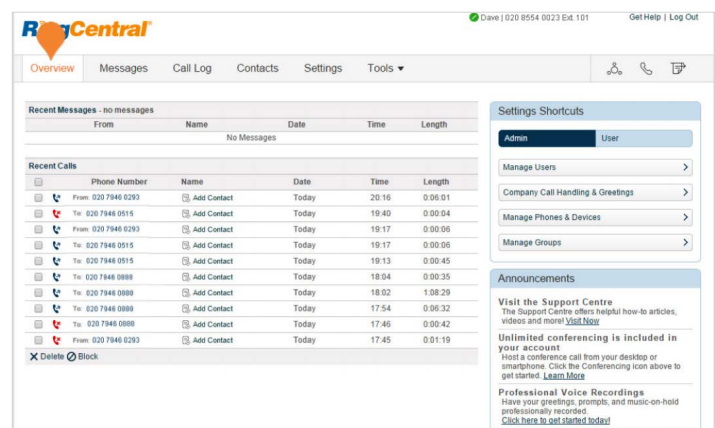 Dave | 020 8554 0023 Ext. 101 Get Help | Log Out
Overview Messages Call Log Contacts Settings Tools
Recent Messages - no messages
From Name Date Time Length
No Messages
Recent Calls
Phone Number Name Date Time Length
From: 020 7946 0293 Add Contact Today 20:16 0:06:01
To: 020 7946 0515 Add Contact Today 19:40 0:00:04
From: 020 7946 0293 Add Contact Today 19:17 0:00:06
To: 020 7946 0515 Add Contact Today 19:17 0:00:06
To: 020 7946 0515 Add Contact Today 19:13 0:00:45
To: 020 7946 0888 Add Contact Today 18:04 0:00:35
To: 020 7946 0888 Add Contact Today 18:02 1:08:29
To: 020 7946 0888 Add Contact Today 17:54 0:06:32
To: 020 7946 0888 Add Contact Today 17:46 0:00:42
From: 020 7946 0293 Add Contact Today 17:45 0:01:19
Delete Block
Settings Shortcuts
Admin User
Manage Users
Company Call Handling & Greetings
Manage Phones & Devices
Manage Groups
Announcements
Visit the Support Centre
The Support Centre offers helpful how-to articles,
videos and more! Visit Now
Unlimited conferencing is included in
your account
Host a conference call from your desktop or
smartphone. Click the Conferencing icon above to
get started. Learn More
Professional Voice Recordings
Have your greetings, prompts, and music-on-hold
professionally recorded.
Click here to get started today!